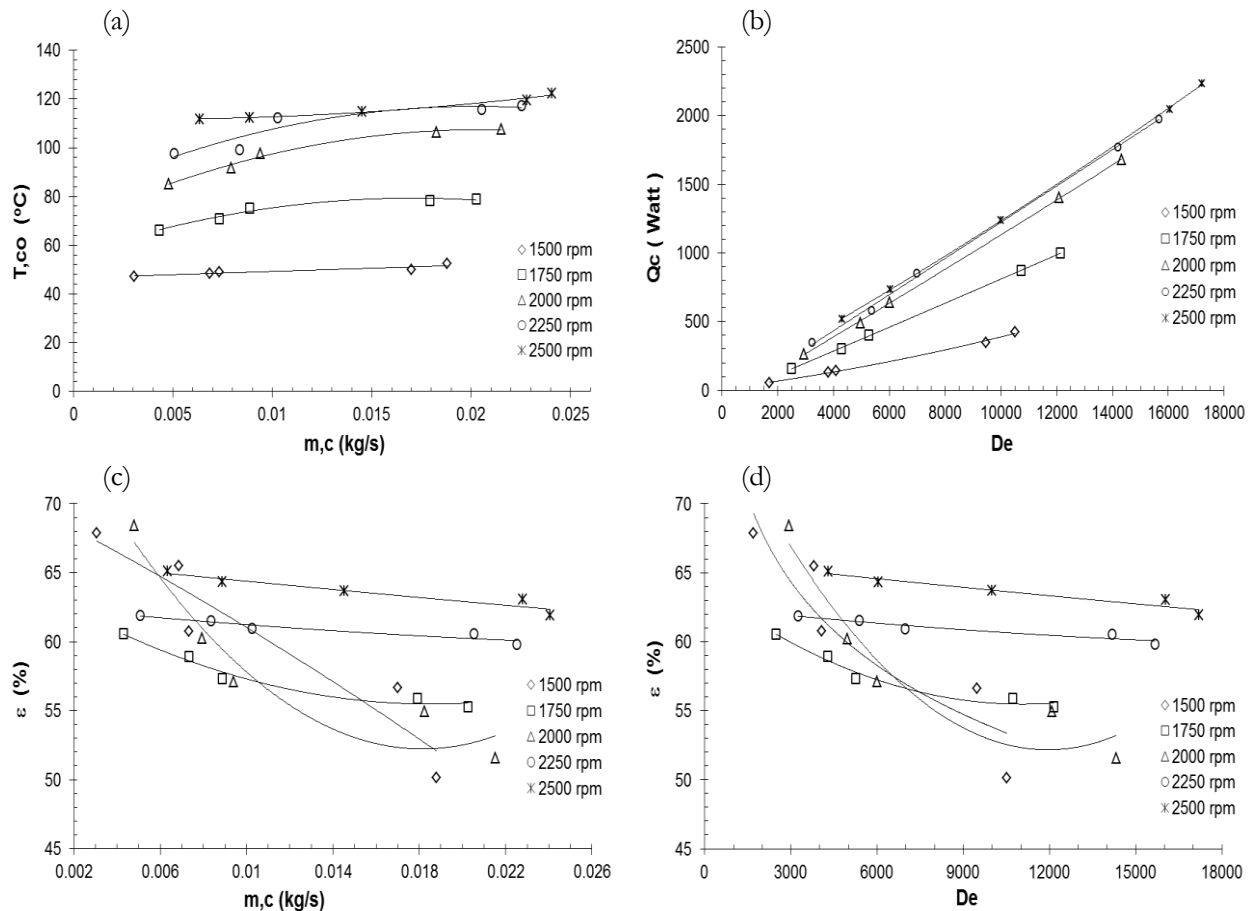 (a)
140
120
100
80
60
40
20
0
T,co (ºC)
0
0.005
0.01
0.015
0.02
0.025
m,c (kg/s)
1500 rpm
1750 rpm
2000 rpm
2250 rpm
2500 rpm
(b)
2500
2000
1500
1000
500
0
Qc ( Watt )
0
2000
4000
6000
8000
10000
12000
14000
16000
18000
De
1500 rpm
1750 rpm
2000 rpm
2250 rpm
2500 rpm
(c)
70
65
60
55
50
45
ε (%)
0.002
0.006
0.01
0.014
0.018
0.022
0.026
m,c (kg/s)
1500 rpm
1750 rpm
2000 rpm
2250 rpm
2500 rpm
(d)
70
65
60
55
50
45
ε (%)
0
3000
6000
9000
12000
15000
18000
De
1500 rpm
1750 rpm
2000 rpm
2250 rpm
2500 rpm